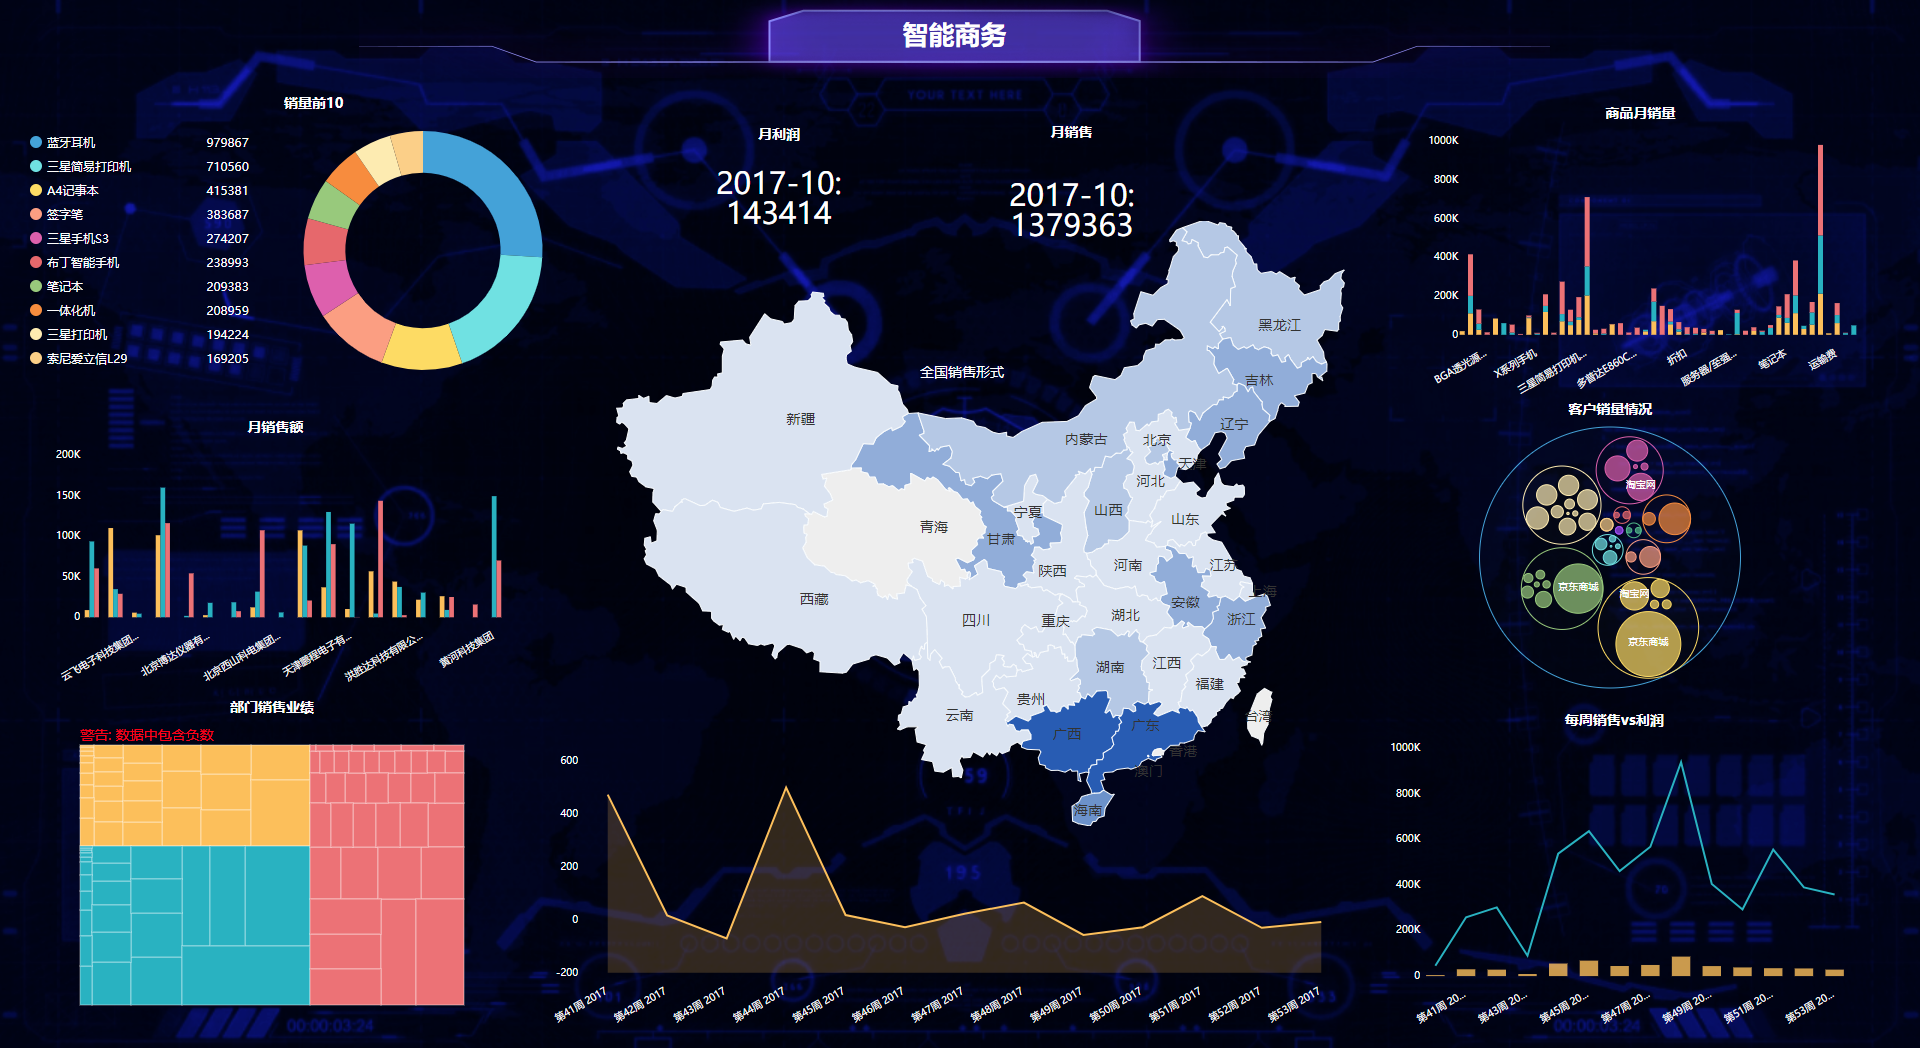 智能商务
YOUR TEXT HERE
销量前10
蓝牙耳机 979867
三星简易打印机 710560
A4记事本 415381
签字笔 383687
三星手机S3 274207
布丁智能手机 238993
笔记本 209383
一体化机 208959
三星打印机 194224
索尼爱立信L29 169205
月利润
2017-10:
143414
月销售
2017-10:
1379363
商品月销量
1000K
800K
600K
400K
200K
0
BGA透光源...
X系列手机
三星简易打印机...
多普达E860C...
折扣
服务器/至强...
笔记本
运输费
月销售额
200K
150K
100K
50K
0
云飞电子科技集团...
北京博达仪器有...
北京西山科电集团...
天津鹏程电子有...
洪胜达科技有限公...
黄河科技集团
全国销售形式
黑龙江
吉林
辽宁
新疆
内蒙古
北京
天津
河北
宁夏
山西
山东
青海
甘肃
陕西
河南
江苏
上海
西藏
安徽
四川
重庆
湖北
浙江
湖南
江西
贵州
福建
云南
广西
广东
台湾
香港
澳门
海南
客户销量情况
淘宝网
京东商城
淘宝网
京东商城
部门销售业绩
警告: 数据中包含负数
600
400
200
0
-200
第41周 2017
第42周 2017
第43周 2017
第44周 2017
第45周 2017
第46周 2017
第47周 2017
第48周 2017
第49周 2017
第50周 2017
第51周 2017
第52周 2017
第53周 2017
59
195
每周销售vs利润
1000K
800K
600K
400K
200K
0
第41周 20...
第43周 20...
第45周 20...
第47周 20...
第49周 20...
第51周 20...
第53周 20...
00:00:03:24
00:00:03:24